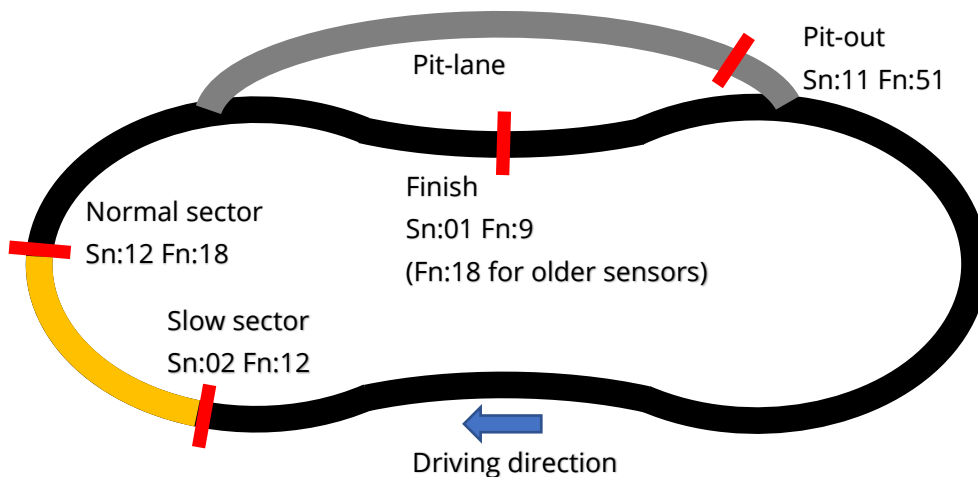 Pit-out
Sn:11 Fn:51
Pit-lane
Finish
Sn:01 Fn:9
(Fn:18 for older sensors)
Normal sector
Sn:12 Fn:18
Slow sector
Sn:02 Fn:12
Driving direction